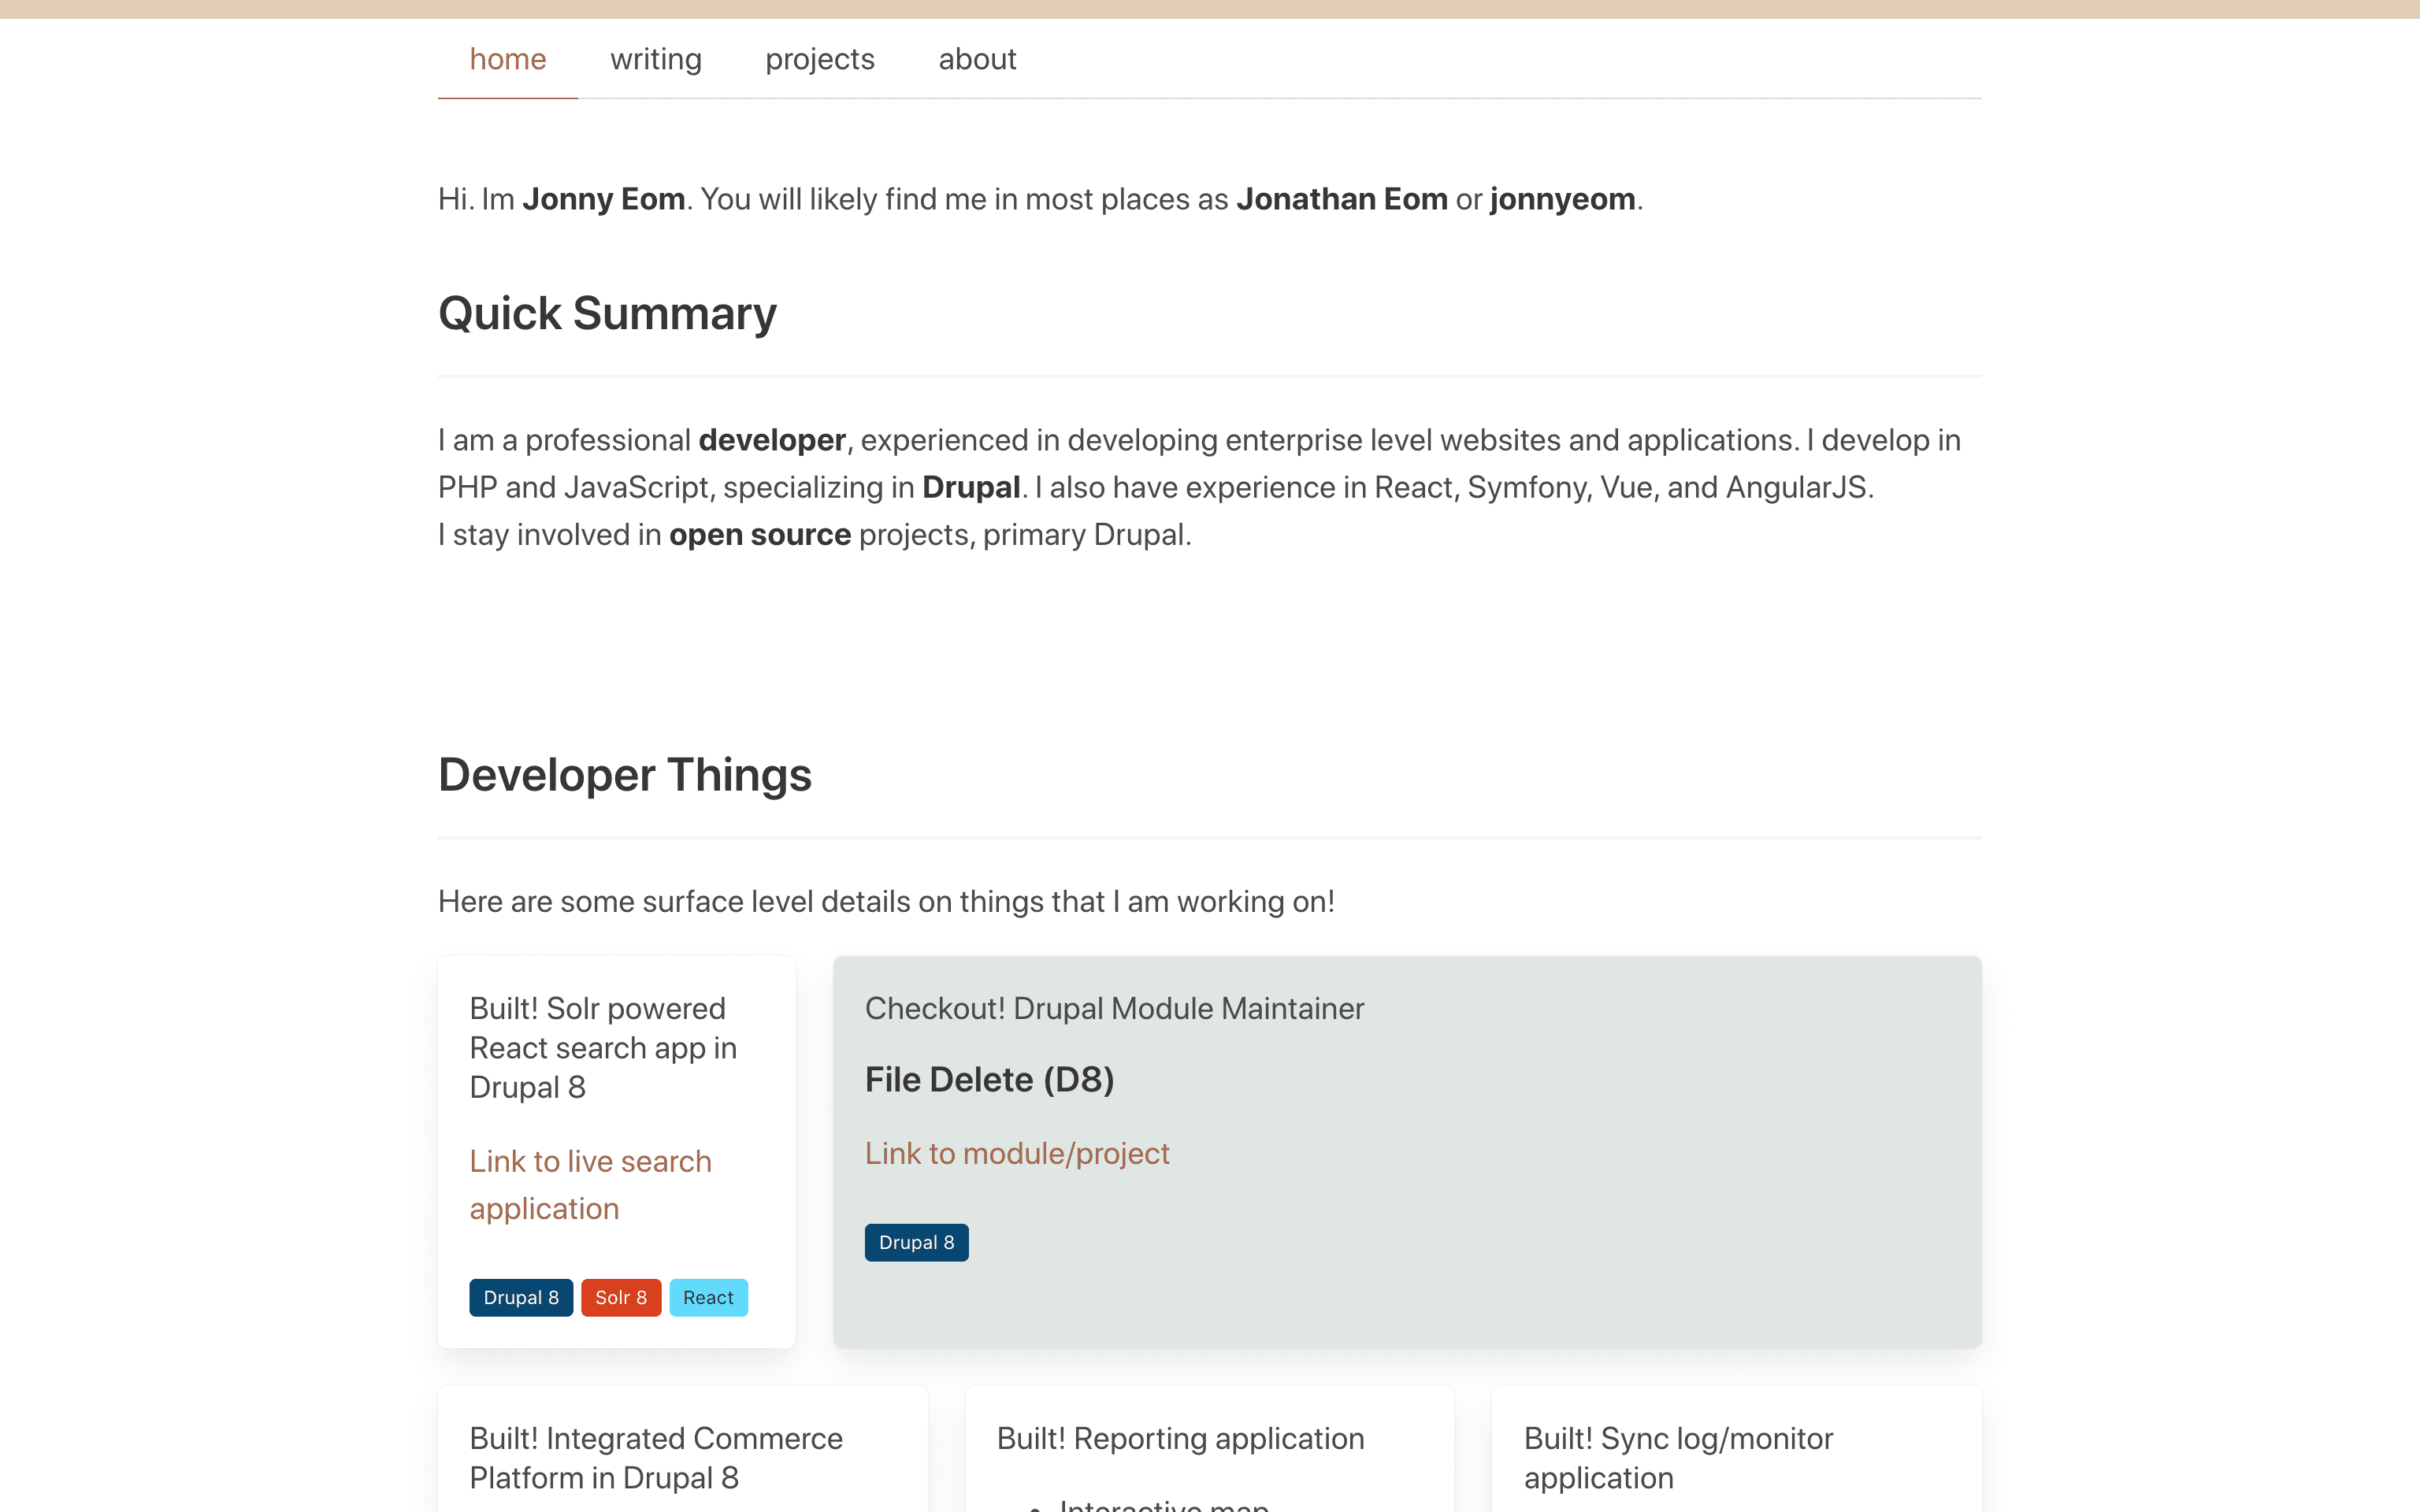 home writing projects about
Hi. Im Jonny Eom. You will likely find me in most places as Jonathan Eom or jonnyeom.
Quick Summary
I am a professional developer, experienced in developing enterprise level websites and applications. I develop in
PHP and JavaScript, specializing in Drupal. I also have experience in React, Symfony, Vue, and AngularJS.
I stay involved in open source projects, primary Drupal.
Developer Things
Here are some surface level details on things that I am working on!
Built! Solr powered
React search app in
Drupal 8
Link to live search
application
Drupal 8 Solr 8 React
Checkout! Drupal Module Maintainer
File Delete (D8)
Link to module/project
Drupal 8
Built! Integrated Commerce
Platform in Drupal 8
Built! Reporting application
• Interactive map
Built! Sync log/monitor
application